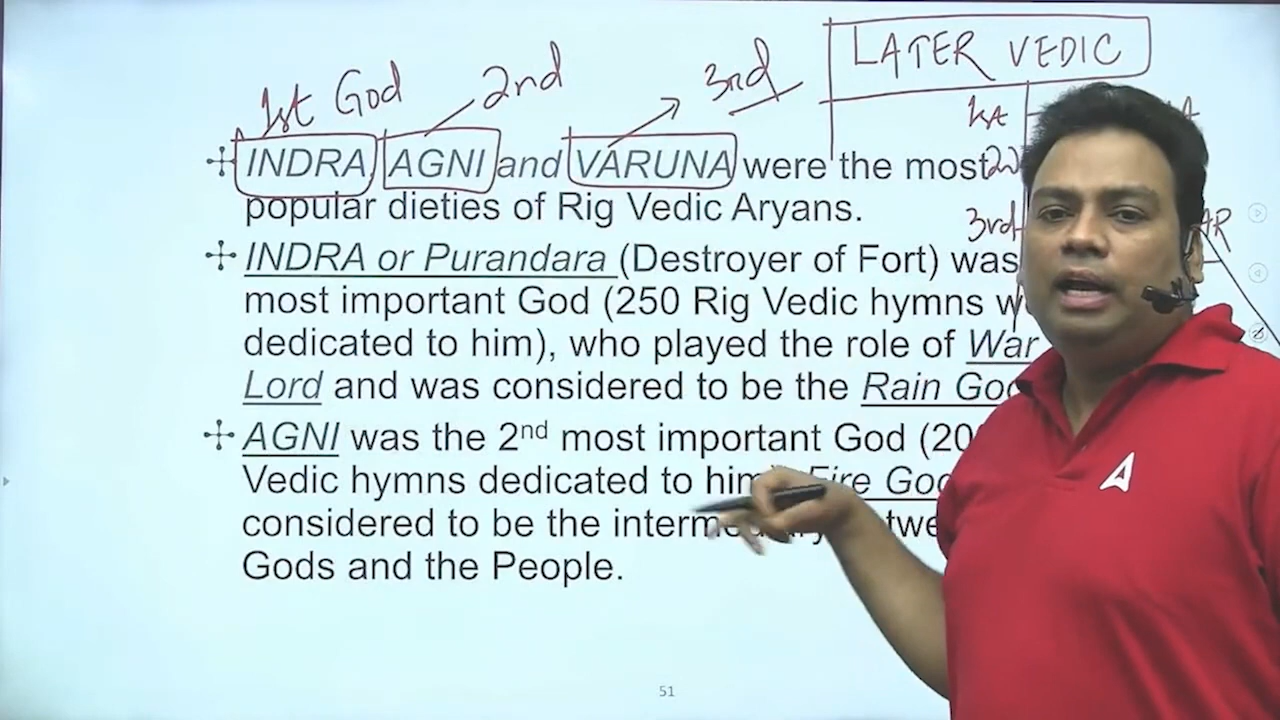 LATER VEDIC
1st God 2nd 3rd
1st
INDRA, AGNI and VARUNA were the most
popular dieties of Rig Vedic Aryans.
3rd
INDRA or Purandara (Destroyer of Fort) was
most important God (250 Rig Vedic hymns
dedicated to him), who played the role of War
Lord and was considered to be the Rain
AGNI was the 2nd most important God
Vedic hymns dedicated to him) Fire
considered to be the
Gods and the People.
51